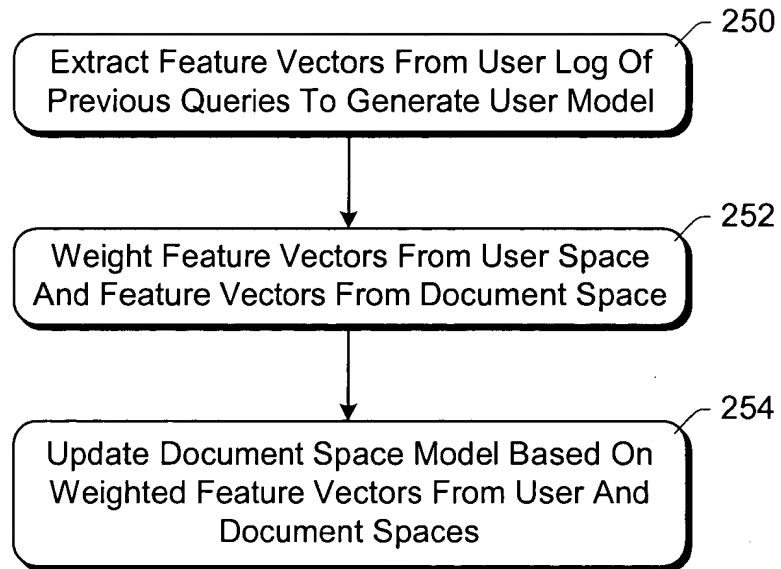 250
Extract Feature Vectors From User Log Of
Previous Queries To Generate User Model
252
Weight Feature Vectors From User Space
And Feature Vectors From Document Space
254
Update Document Space Model Based On
Weighted Feature Vectors From User And
Document Spaces